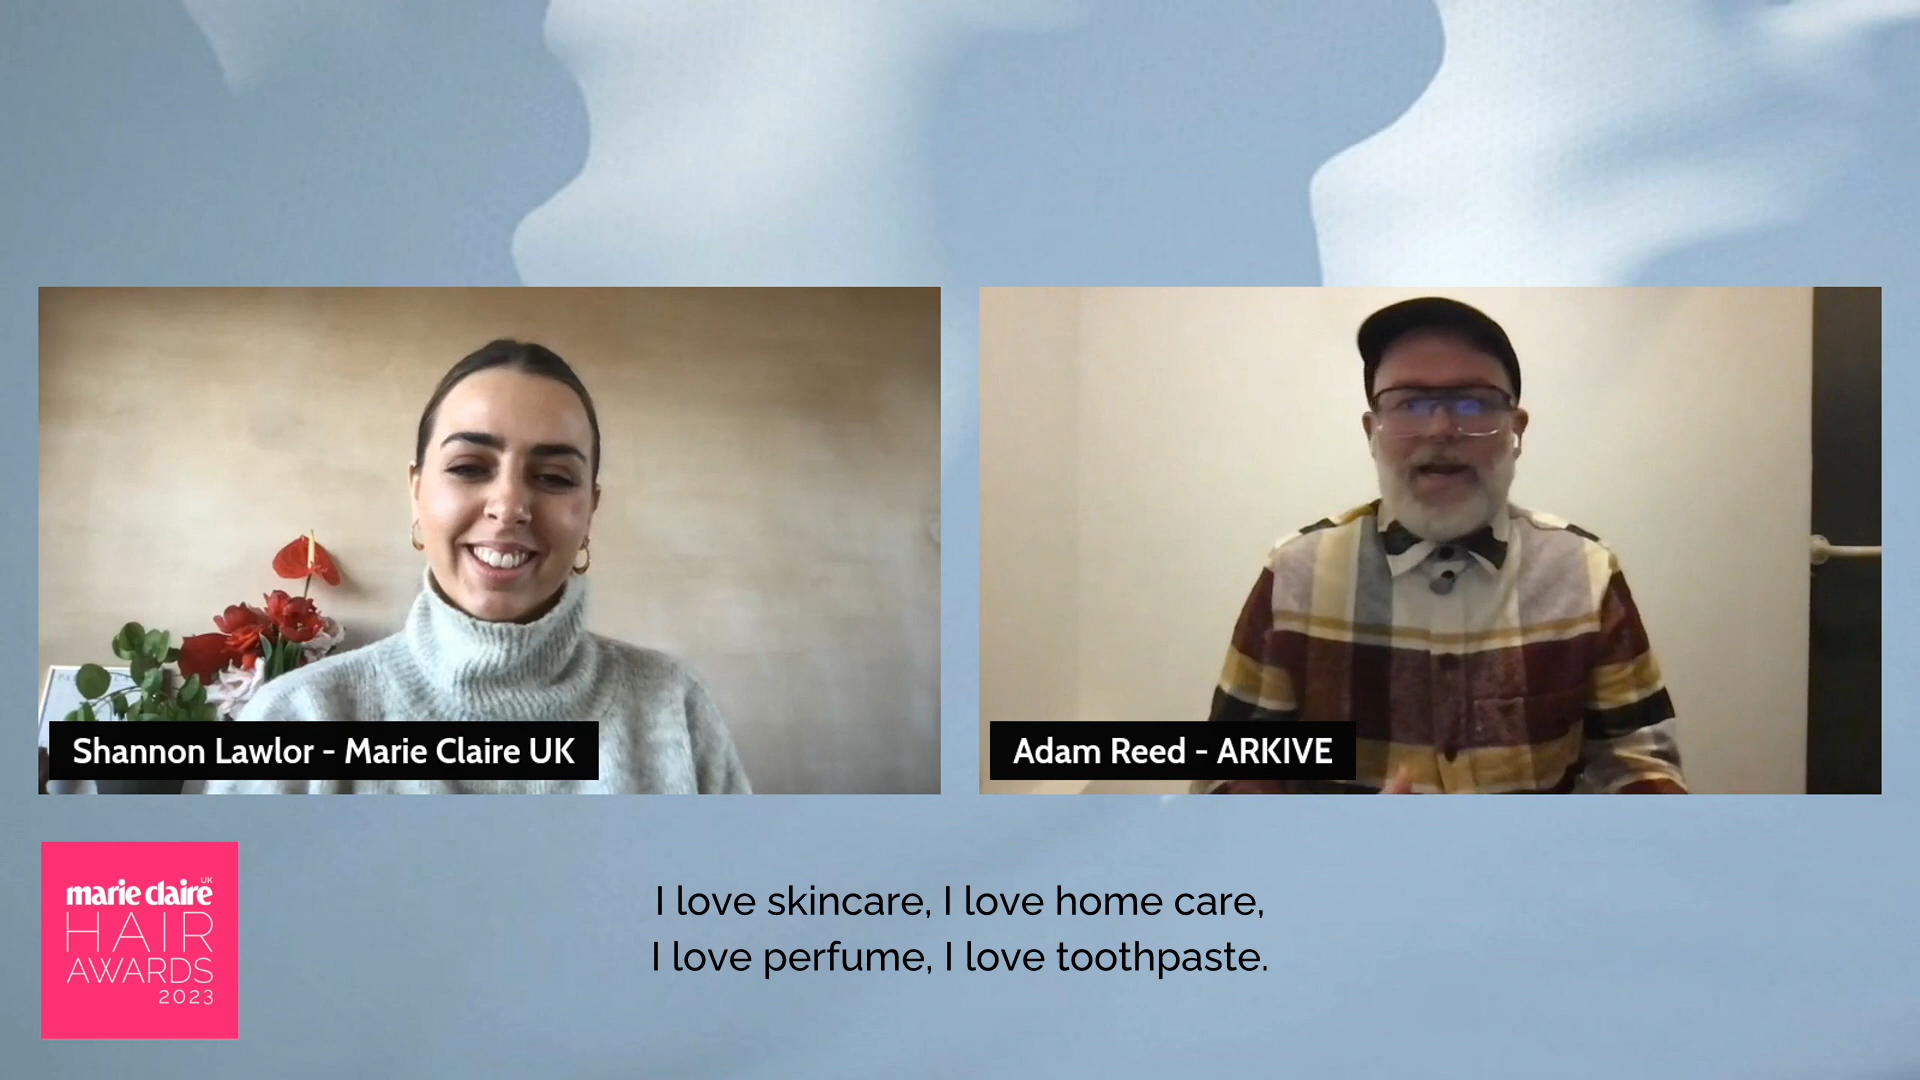 Shannon Lawlor - Marie Claire UK
Adam Reed - ARKIVE
marie claire UK
HAIR
AWARDS
2023
I love skincare, I love home care,
I love perfume, I love toothpaste.